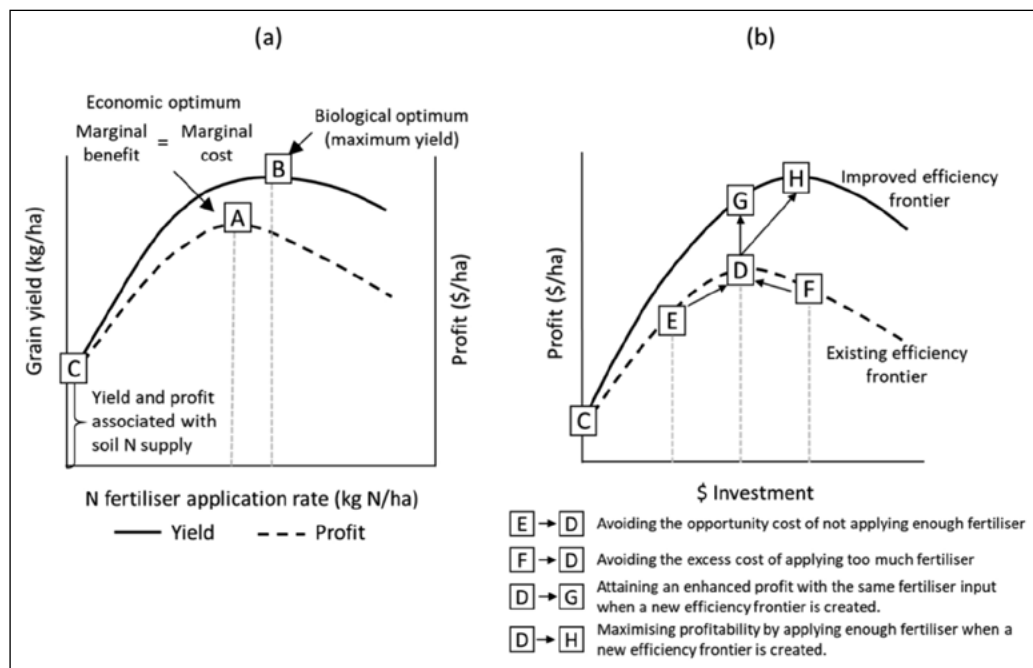 (a)
Economic optimum
Marginal benefit = Marginal cost
Biological optimum
(maximum yield)
B
A
C
Grain yield (kg/ha)
Profit ($/ha)
Yield and profit
associated with
soil N supply
N fertiliser application rate (kg N/ha)
Yield
Profit
(b)
H
Improved efficiency
frontier
G
D
F
E
Profit ($/ha)
Existing efficiency
frontier
C
$ Investment
E D Avoiding the opportunity cost of not applying enough fertiliser
F D Avoiding the excess cost of applying too much fertiliser
D G Attaining an enhanced profit with the same fertiliser input
when a new efficiency frontier is created.
D H Maximising profitability by applying enough fertiliser when a
new efficiency frontier is created.